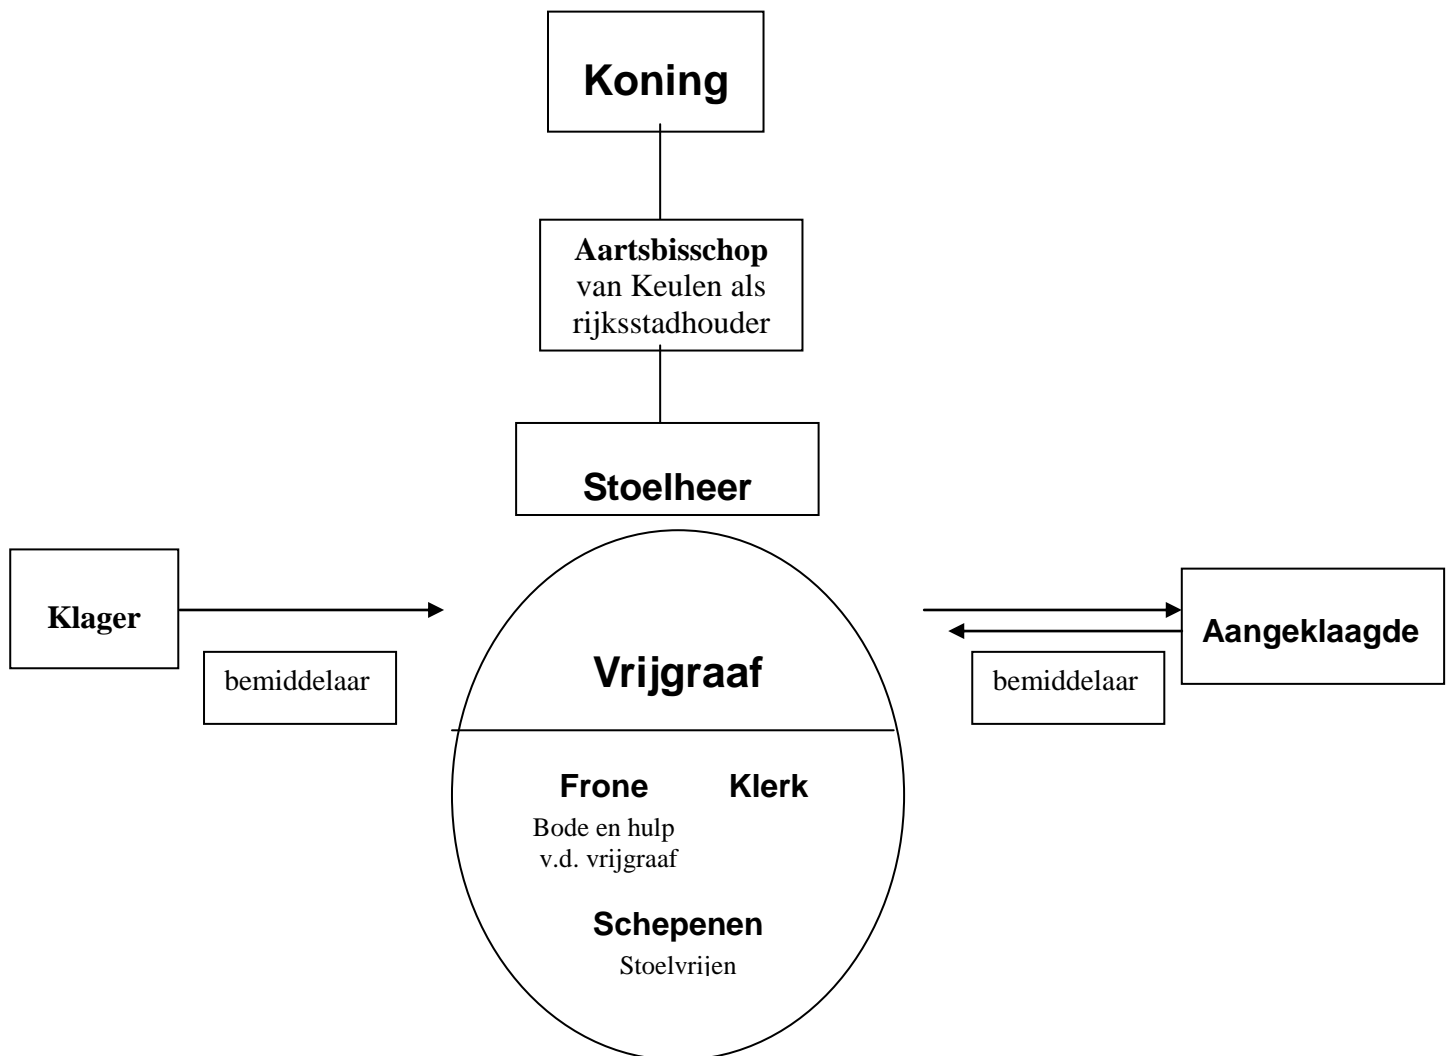 Koning
Aartsbisschop
van Keulen als
rijksstadhouder
Stoelheer
Klager
bemiddelaar
Vrijgraaf
Aangeklaagde
bemiddelaar
Frone Klerk
Bode en hulp
v.d. vrijgraaf
Schepenen
Stoelvrijen